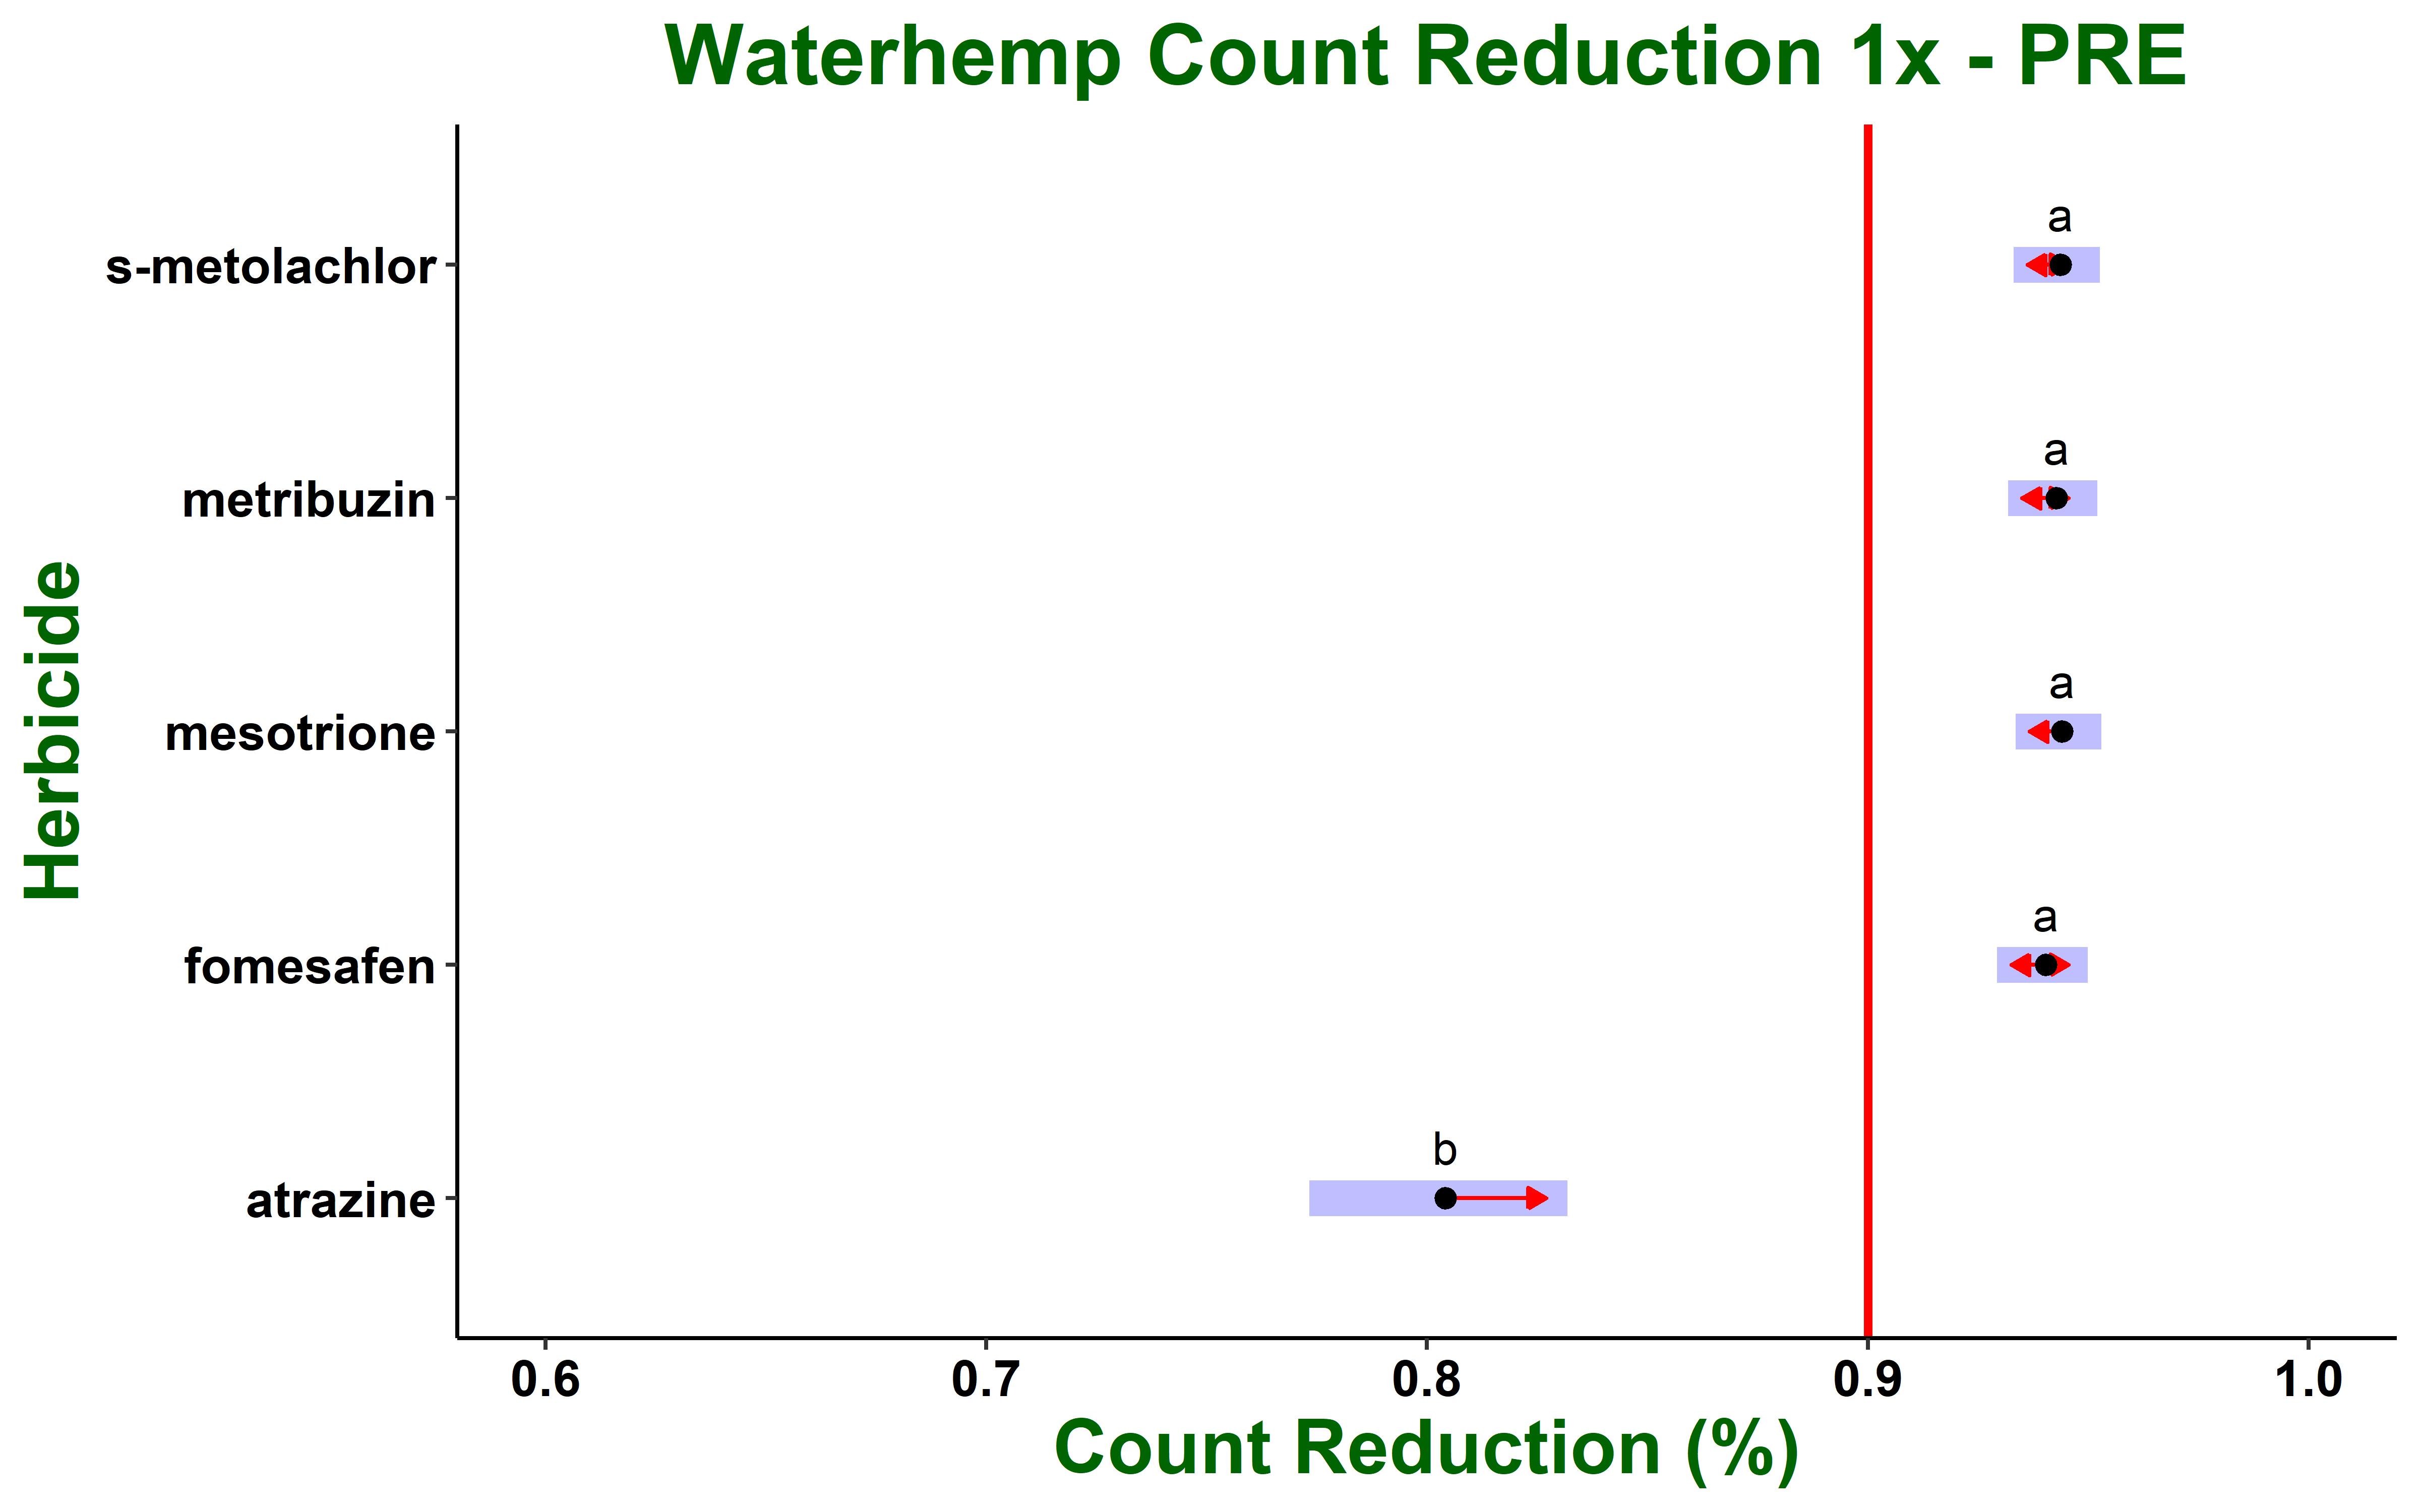 Waterhemp Count Reduction 1x - PRE
Herbicide
s-metolachlor
a
metribuzin
a
mesotrione
a
fomesafen
a
atrazine
b
0.6 0.7 0.8 0.9 1.0
Count Reduction (%)